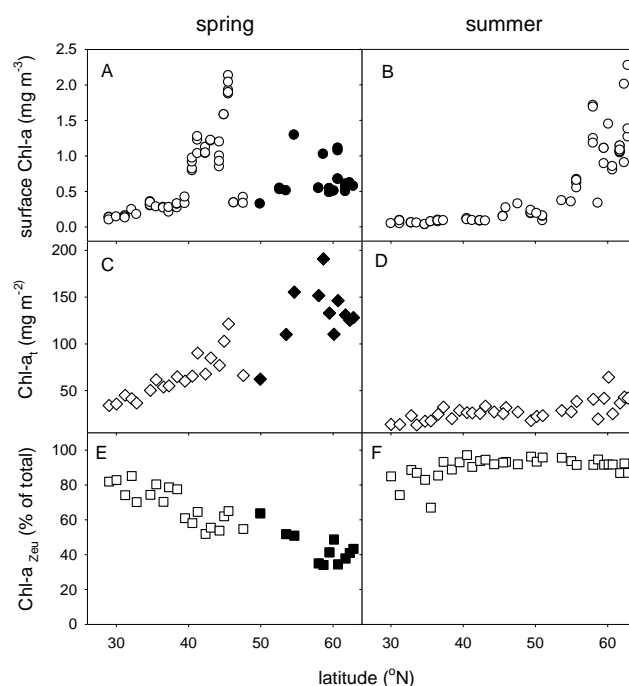 spring summer
surface Chl-a (mg m-3)
2.5
2.0
1.5
1.0
0.5
0.0
A
B
Chl-at (mg m-2)
200
150
100
50
C
D
Chl-a Zeu (% of total)
100
80
60
40
20
0
E
F
30 40 50 60 30 40 50 60
latitude (oN)